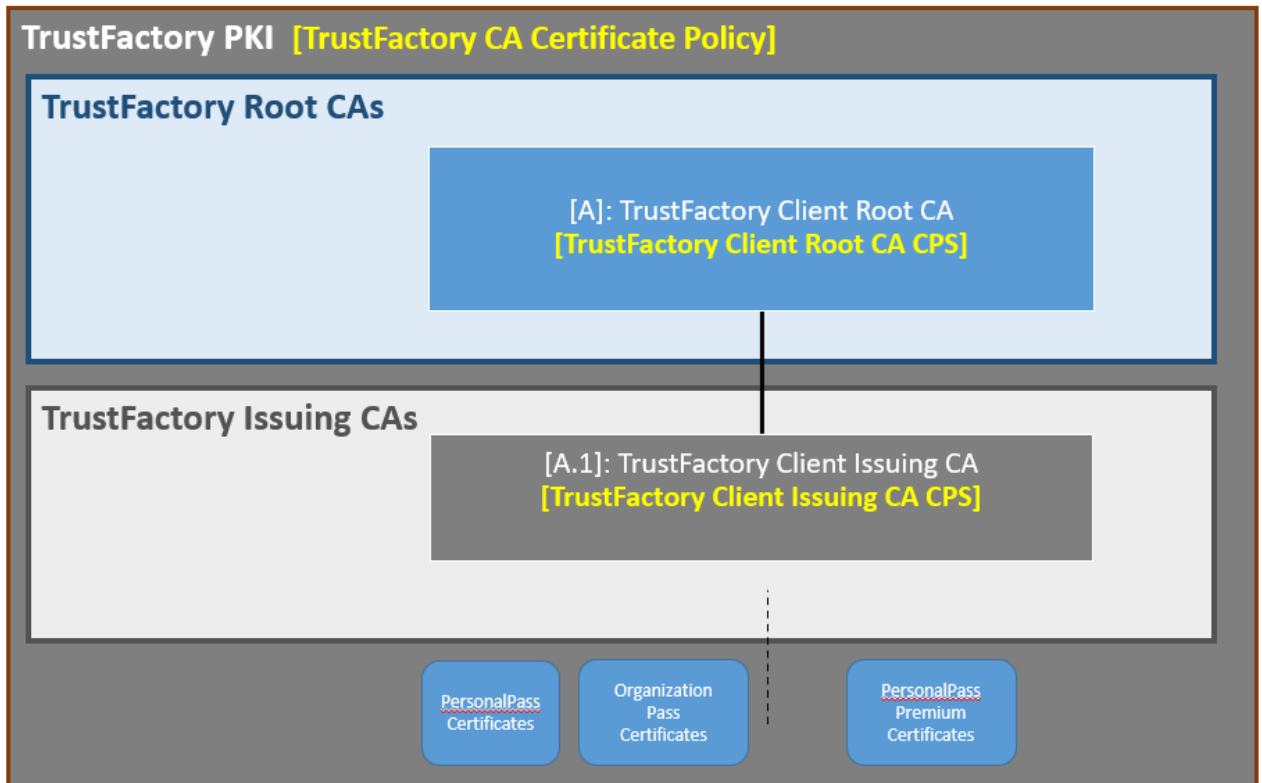 TrustFactory PKI [TrustFactory CA Certificate Policy]
TrustFactory Root CAs
[A]: TrustFactory Client Root CA
[TrustFactory Client Root CA CPS]
TrustFactory Issuing CAs
[A.1]: TrustFactory Client Issuing CA
[TrustFactory Client Issuing CA CPS]
PersonalPass
Certificates
Organization
Pass
Certificates
PersonalPass
Premium
Certificates